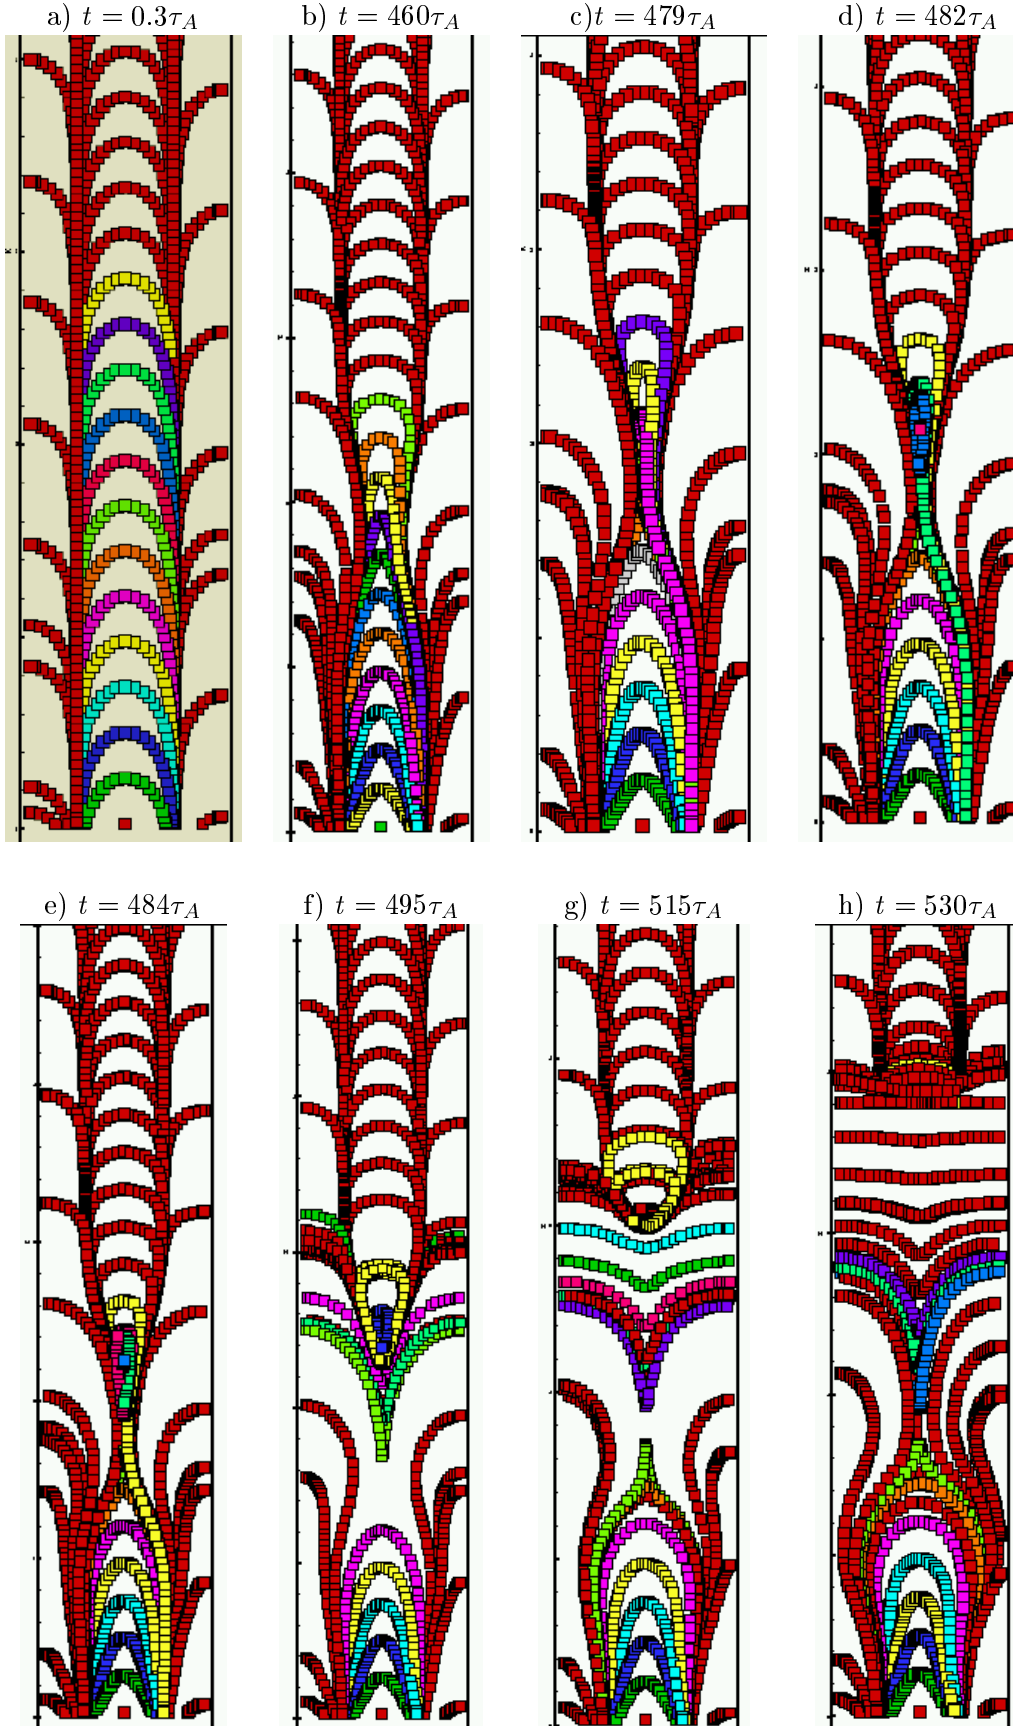 a) t = 0.3τ_A
b) t = 460τ_A
c) t = 479τ_A
d) t = 482τ_A
e) t = 484τ_A
f) t = 495τ_A
g) t = 515τ_A
h) t = 530τ_A